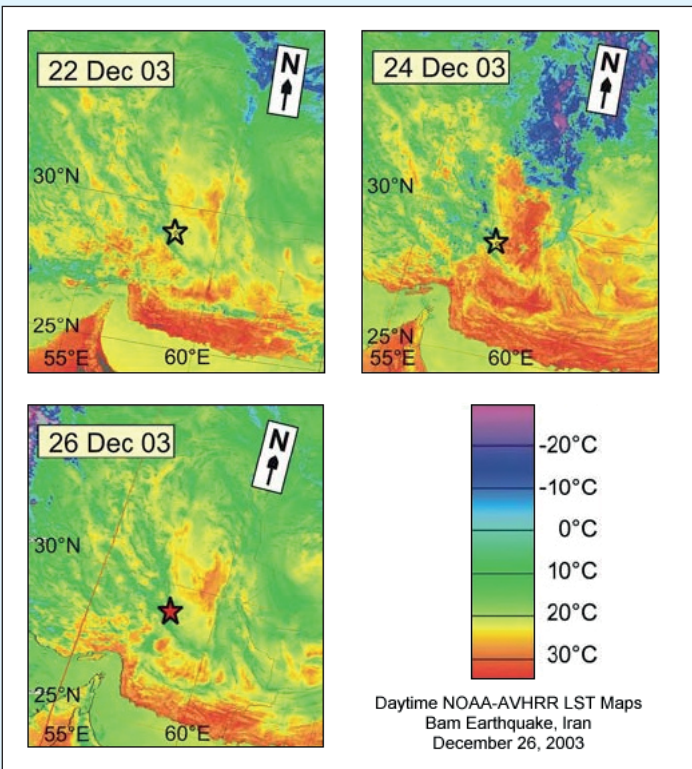 22 Dec 03
N
30°N
25°N
55°E
60°E
24 Dec 03
N
30°N
25°N
55°E
60°E
26 Dec 03
N
30°N
25°N
55°E
60°E
-20°C
-10°C
0°C
10°C
20°C
30°C
Daytime NOAA-AVHRR LST Maps
Bam Earthquake, Iran
December 26, 2003